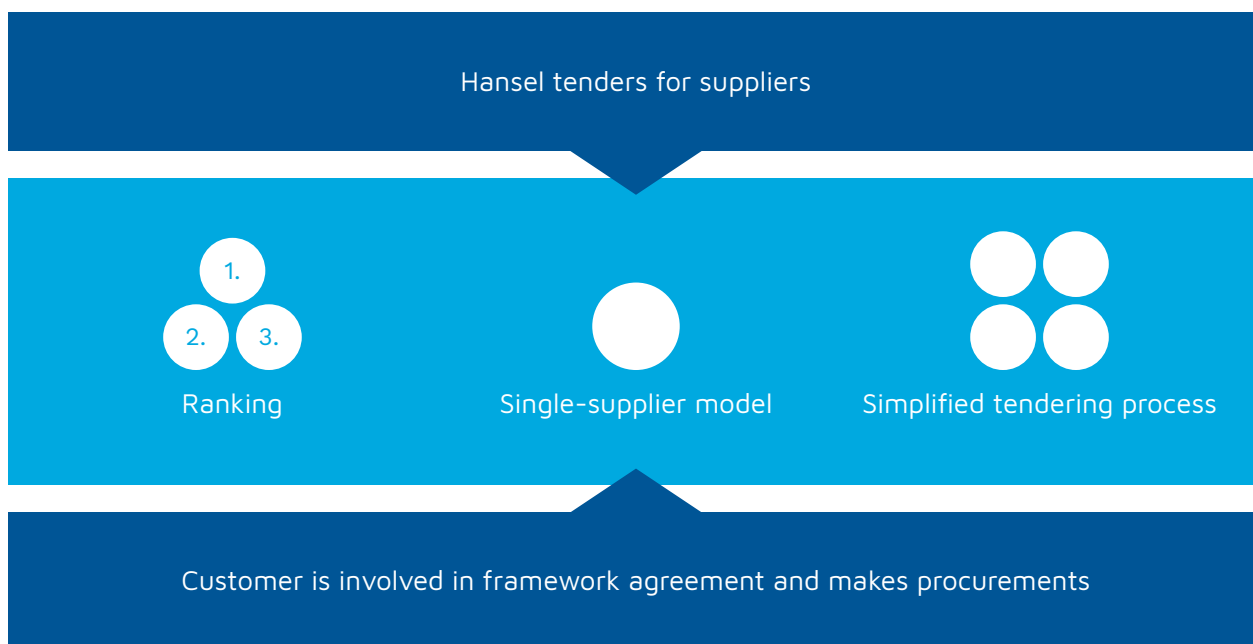 Hansel tenders for suppliers
1.
2. 3.
Ranking
Single-supplier model
Simplified tendering process
Customer is involved in framework agreement and makes procurements